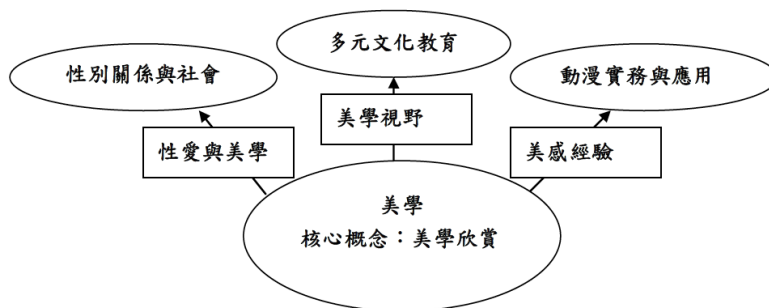 多元文化教育
性別關係與社會
動漫實務與應用
美學視野
性愛與美學
美感經驗
美學
核心概念：美學欣賞